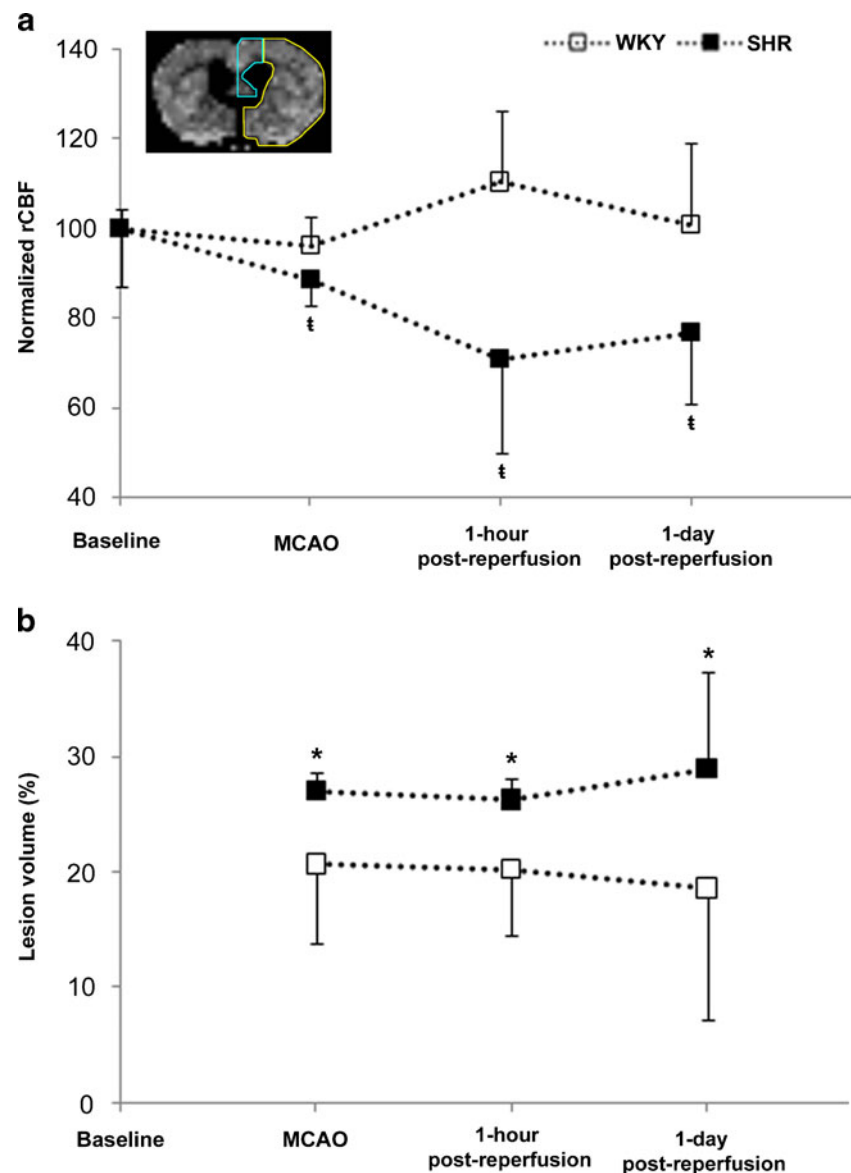 a
140
120
100
80
60
40
Normalized rCBF
WKY
SHR
ŧ
ŧ
ŧ
Baseline
MCAO
1-hour
post-reperfusion
1-day
post-reperfusion
b
40
30
20
10
0
Lesion volume (%)
*
*
*
Baseline
MCAO
1-hour
post-reperfusion
1-day
post-reperfusion